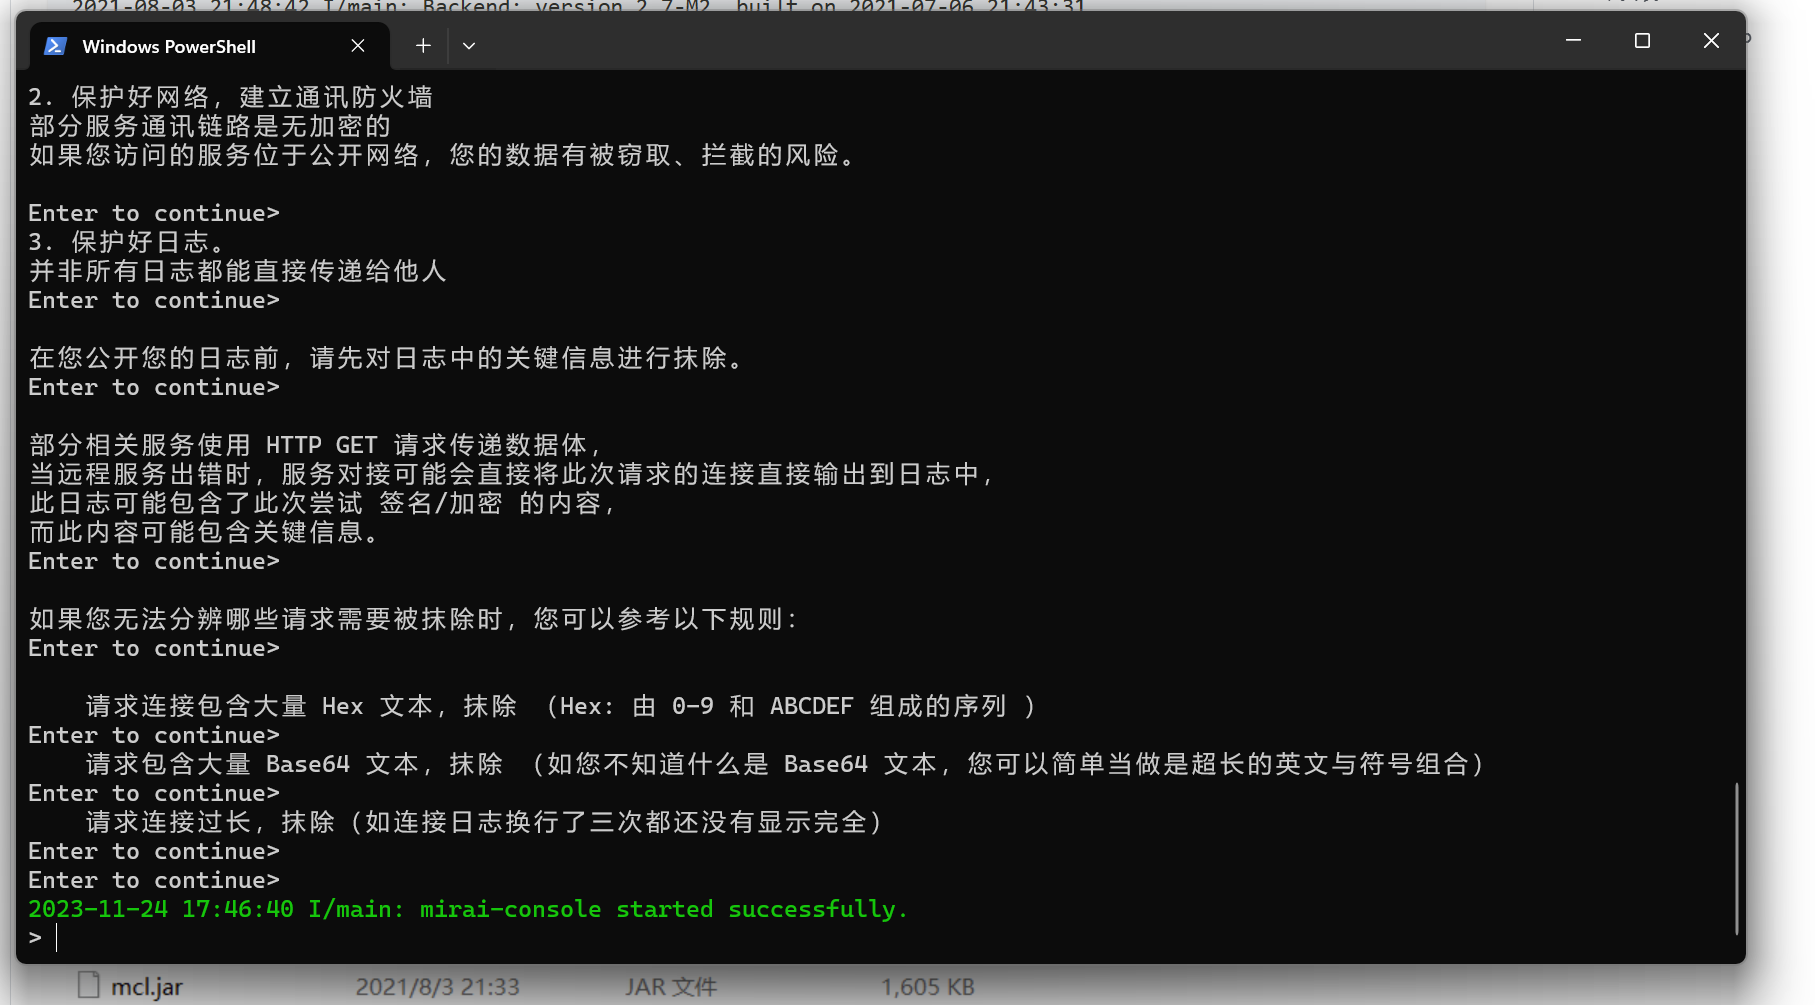 2021-08-03 21:48:42 I/main: Backend: version 2.7-M2, built on 2021-07-06 21:43:31
Windows PowerShell
2. 保护好网络，建立通讯防火墙
部分服务通讯链路是无加密的
如果您访问的服务位于公开网络，您的数据有被窃取、拦截的风险。
Enter to continue>
3. 保护好日志。
并非所有日志都能直接传递给他人
Enter to continue>
在您公开您的日志前，请先对日志中的关键信息进行抹除。
Enter to continue>
部分相关服务使用 HTTP GET 请求传递数据体，
当远程服务出错时，服务对接可能会直接将此次请求的连接直接输出到日志中，
此日志可能包含了此次尝试 签名/加密 的内容，
而此内容可能包含关键信息。
Enter to continue>
如果您无法分辨哪些请求需要被抹除时，您可以参考以下规则：
Enter to continue>
请求连接包含大量 Hex 文本，抹除 （Hex: 由 0-9 和 ABCDEF 组成的序列 ）
Enter to continue>
请求包含大量 Base64 文本，抹除 （如您不知道什么是 Base64 文本，您可以简单当做是超长的英文与符号组合）
Enter to continue>
请求连接过长，抹除（如连接日志换行了三次都还没有显示完全）
Enter to continue>
Enter to continue>
2023-11-24 17:46:40 I/main: mirai-console started successfully.
>
mcl.jar 2021/8/3 21:33 JAR 文件 1,605 KB